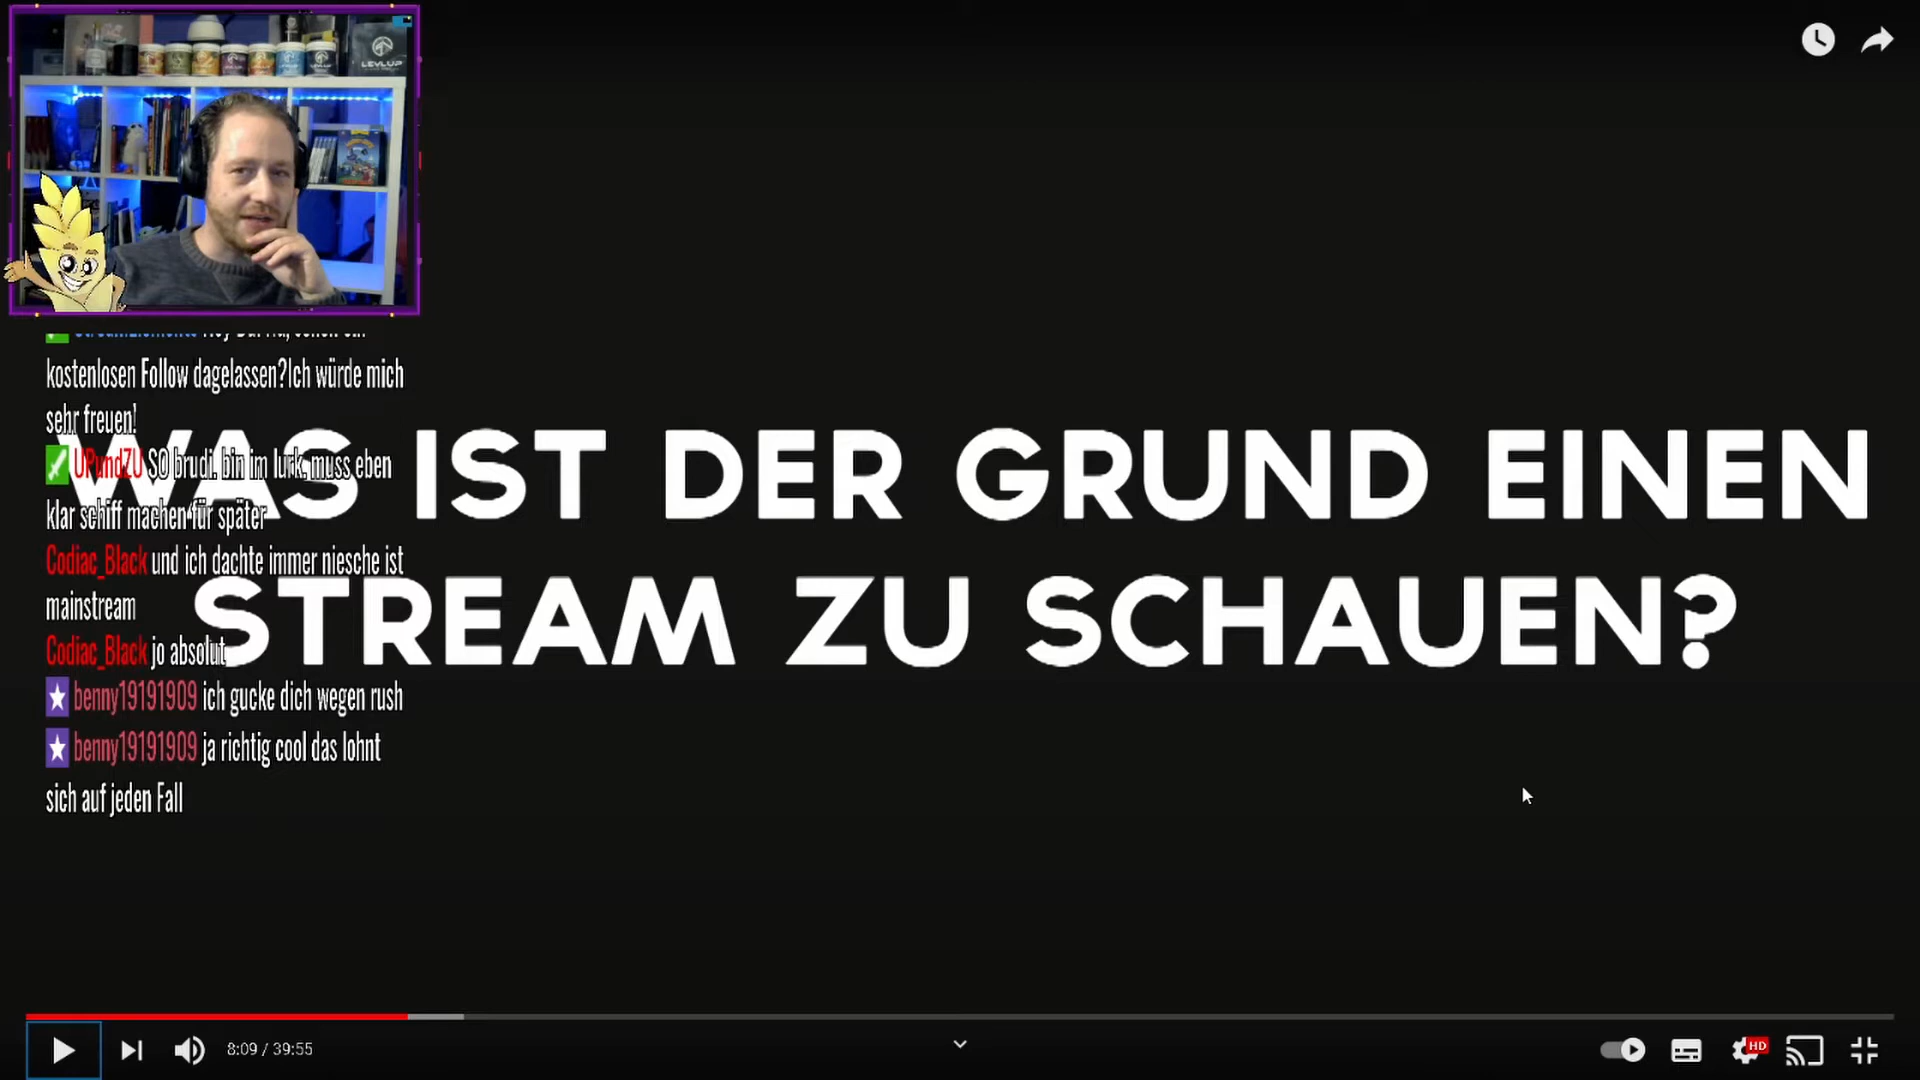 LEVLUP
kostenlosen Follow dagelassen?Ich würde mich
sehr freuen!
UPundZU SO brudi. bin im lurk. muss eben
klar schiff machen für später
Codiac_Black und ich dachte immer niesche ist
mainstream
Codiac_Black jo absolut
benny19191909 ich gucke dich wegen rush
benny19191909 ja richtig cool das lohnt
sich auf jeden Fall
WAS IST DER GRUND EINEN
STREAM ZU SCHAUEN?
8:09 / 39:55
HD